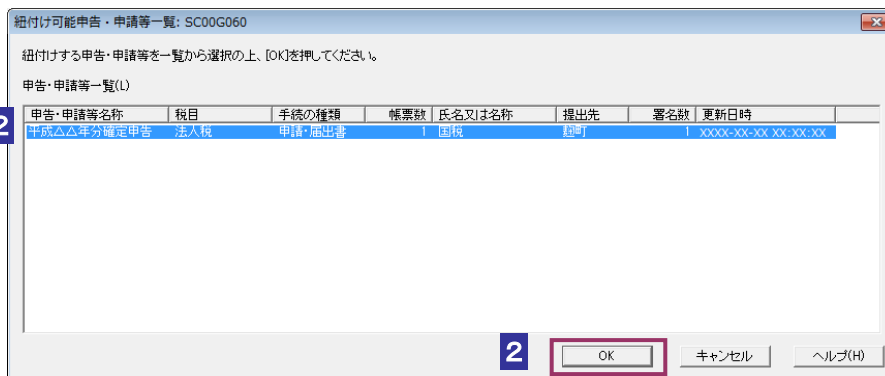 紐付け可能申告・申請等一覧: SC00G060
紐付けする申告・申請等を一覧から選択の上、[OK]を押してください。
申告・申請等一覧(L)
申告・申請等名称 税目 手続の種類 帳票数 氏名又は名称 提出先 署名数 更新日時
2 平成△△年分確定申告 法人税 申請・届出書 1 国税 麹町 1 XXXX-XX-XX XX:XX:XX
2 OK キャンセル ヘルプ(H)